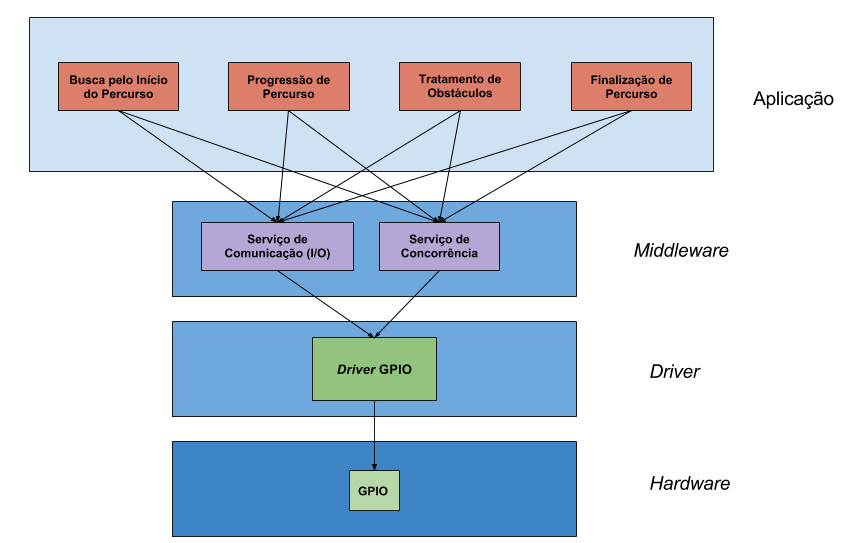 Busca pelo Início
do Percurso
Progressão de
Percurso
Tratamento de
Obstáculos
Finalização de
Percurso
Aplicação
Serviço de
Comunicação (I/O)
Serviço de
Concorrência
Middleware
Driver GPIO
Driver
GPIO
Hardware